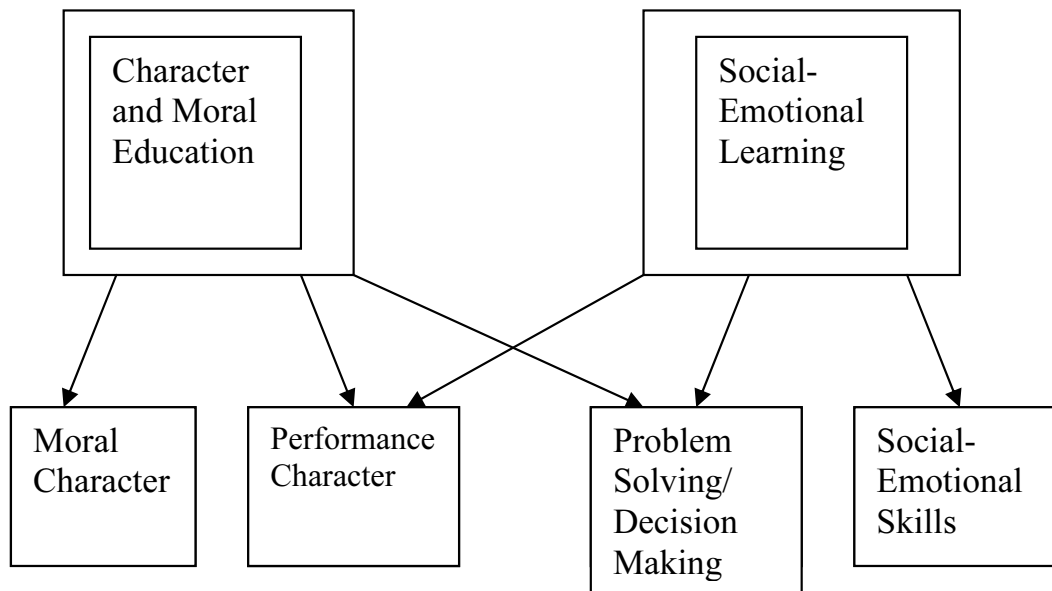 Character
and Moral
Education
Social-
Emotional
Learning
Moral
Character
Performance
Character
Problem
Solving/
Decision
Making
Social-
Emotional
Skills